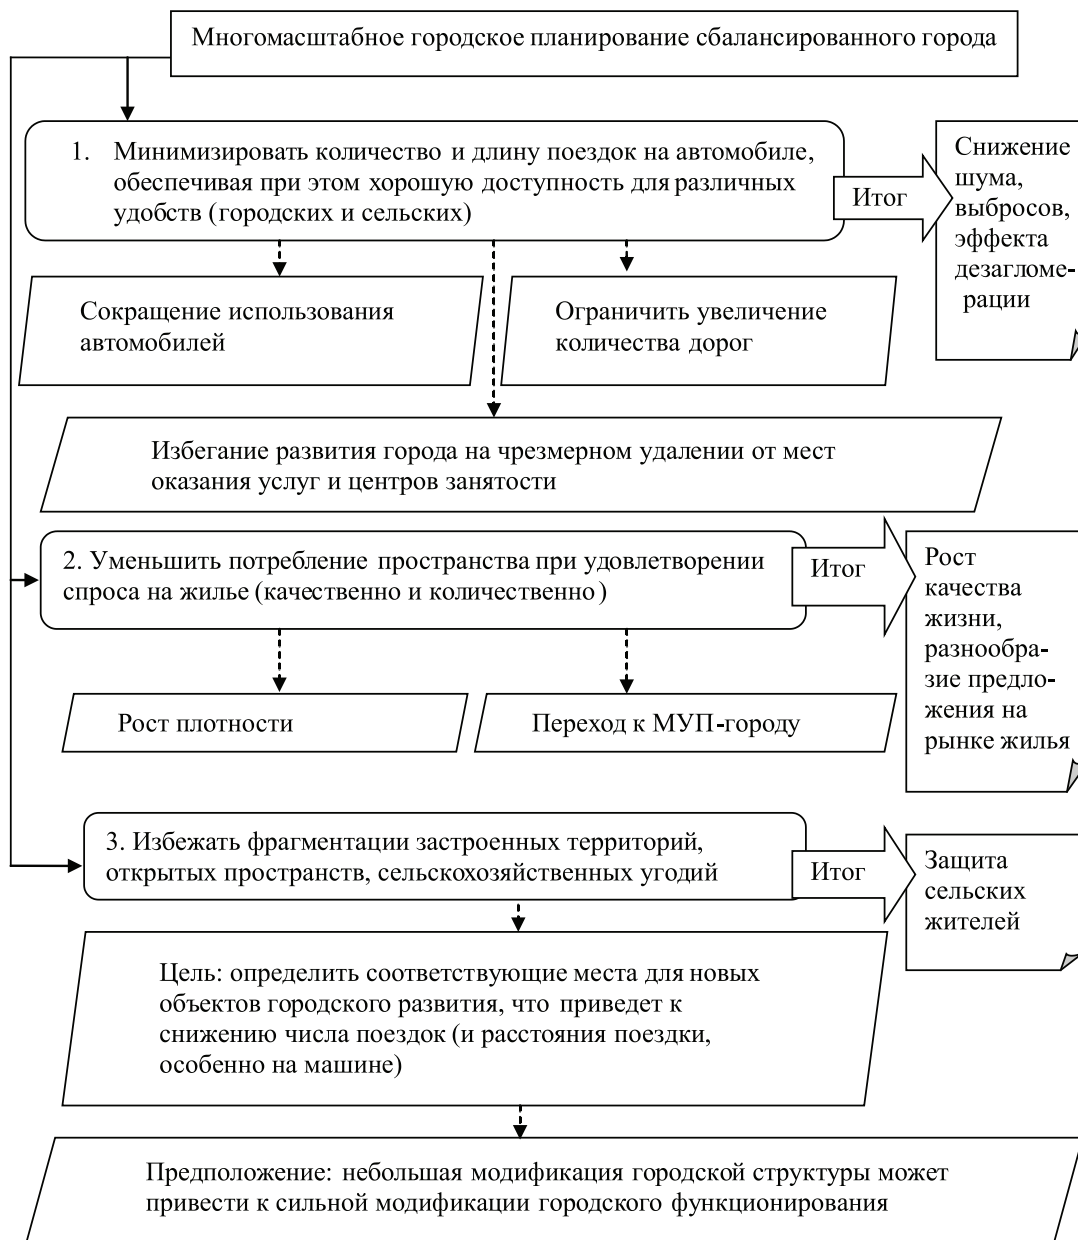 Многомасштабное городское планирование сбалансированного города
1. Минимизировать количество и длину поездок на автомобиле,
обеспечивая при этом хорошую доступность для различных
удобств (городских и сельских)
Итог
Снижение
шума,
выбросов,
эффекта
дезагломе-
рации
Сокращение использования
автомобилей
Ограничить увеличение
количества дорог
Избегание развития города на чрезмерном удалении от мест
оказания услуг и центров занятости
2. Уменьшить потребление пространства при удовлетворении
спроса на жилье (качественно и количественно)
Итог
Рост
качества
жизни,
разнообра-
зие предло-
жения на
рынке жилья
Рост плотности
Переход к МУП-городу
3. Избежать фрагментации застроенных территорий,
открытых пространств, сельскохозяйственных угодий
Итог
Защита
сельских
жителей
Цель: определить соответствующие места для новых
объектов городского развития, что приведет к
снижению числа поездок (и расстояния поездки,
особенно на машине)
Предположение: небольшая модификация городской структуры может
привести к сильной модификации городского функционирования